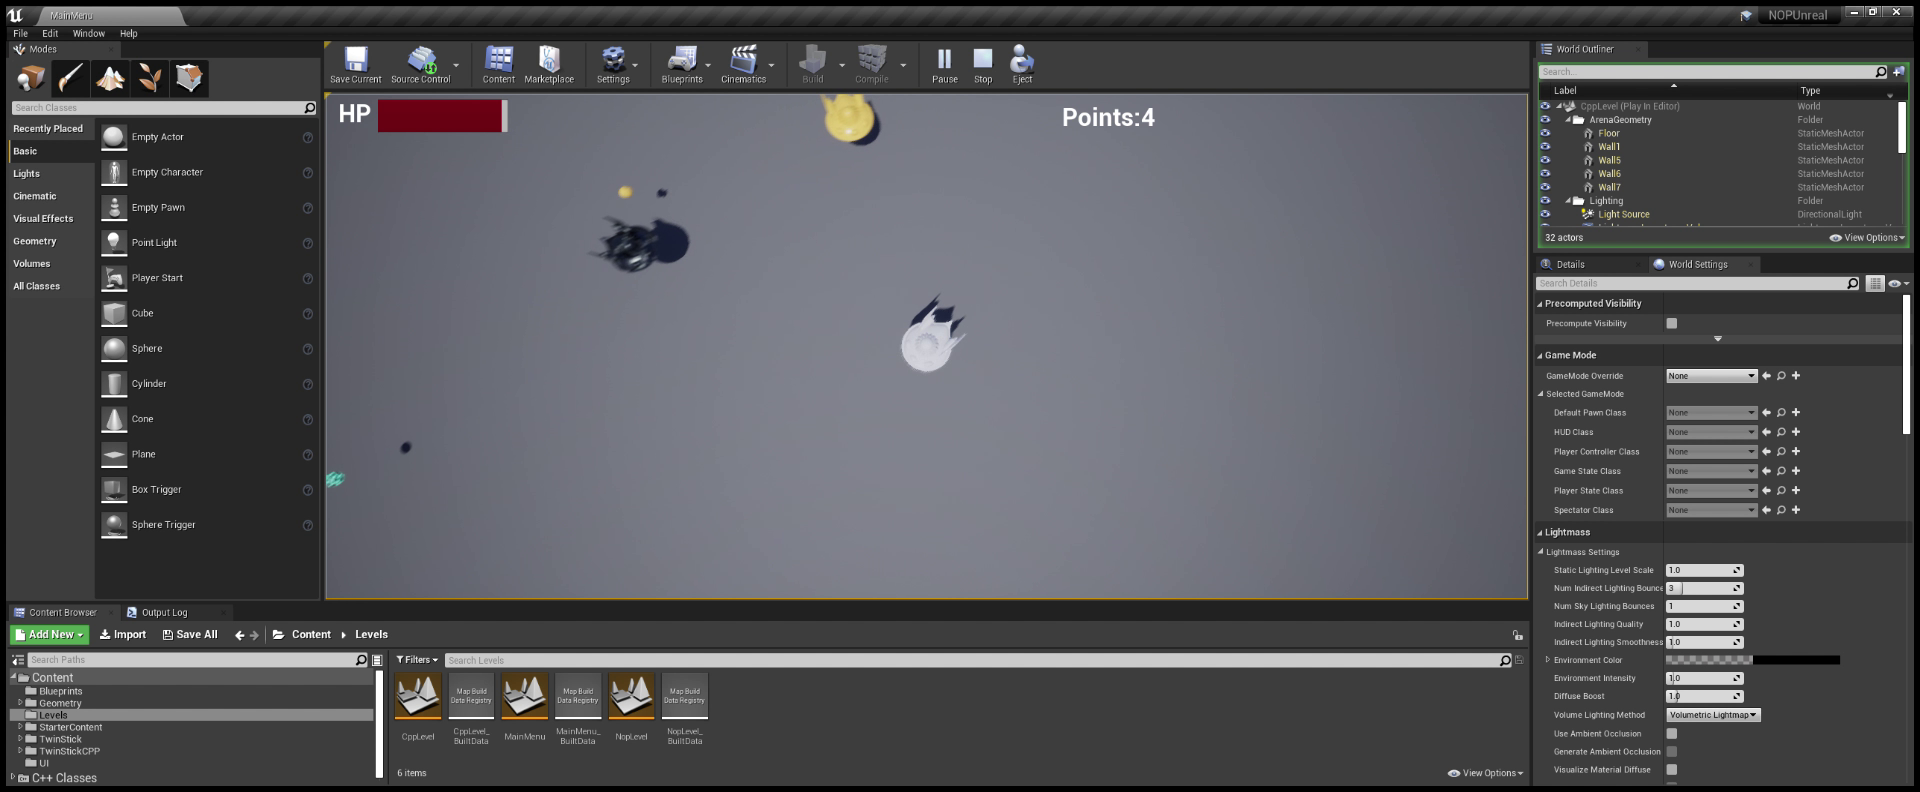 MainMenu
NOPUnreal
File Edit Window Help
Modes
Search Classes
Recently Placed
Basic
Lights
Cinematic
Visual Effects
Geometry
Volumes
All Classes
Empty Actor
Empty Character
Empty Pawn
Point Light
Player Start
Cube
Sphere
Cylinder
Cone
Plane
Box Trigger
Sphere Trigger
Save Current Source Control Content Marketplace Settings Blueprints Cinematics Build Compile Pause Stop Eject
HP
Points:4
World Outliner
Search...
Label Type
CppLevel (Play In Editor) World
ArenaGeometry Folder
Floor StaticMeshActor
Wall1 StaticMeshActor
Wall5 StaticMeshActor
Wall6 StaticMeshActor
Wall7 StaticMeshActor
Lighting Folder
Light Source DirectionalLight
32 actors View Options
Details World Settings
Search Details
Precomputed Visibility
Precompute Visibility
Game Mode
GameMode Override None
Selected GameMode
Default Pawn Class None
HUD Class None
Player Controller Class None
Game State Class None
Player State Class None
Spectator Class None
Lightmass
Lightmass Settings
Static Lighting Level Scale 1.0
Num Indirect Lighting Bounce 3
Num Sky Lighting Bounces 1
Indirect Lighting Quality 1.0
Indirect Lighting Smoothness 1.0
Environment Color
Environment Intensity 1.0
Diffuse Boost 1.0
Volume Lighting Method Volumetric Lightmap
Use Ambient Occlusion
Generate Ambient Occlusion
Visualize Material Diffuse
Content Browser Output Log
Add New Import Save All Content Levels
Search Paths
Content
Blueprints
Geometry
Levels
StarterContent
TwinStick
TwinStickCPP
UI
C++ Classes
Filters Search Levels
Map Build
Data Registry
Map Build
Data Registry
Map Build
Data Registry
CppLevel
CppLevel_
BuiltData
MainMenu
MainMenu_
BuiltData
NopLevel
NopLevel_
BuiltData
6 items View Options